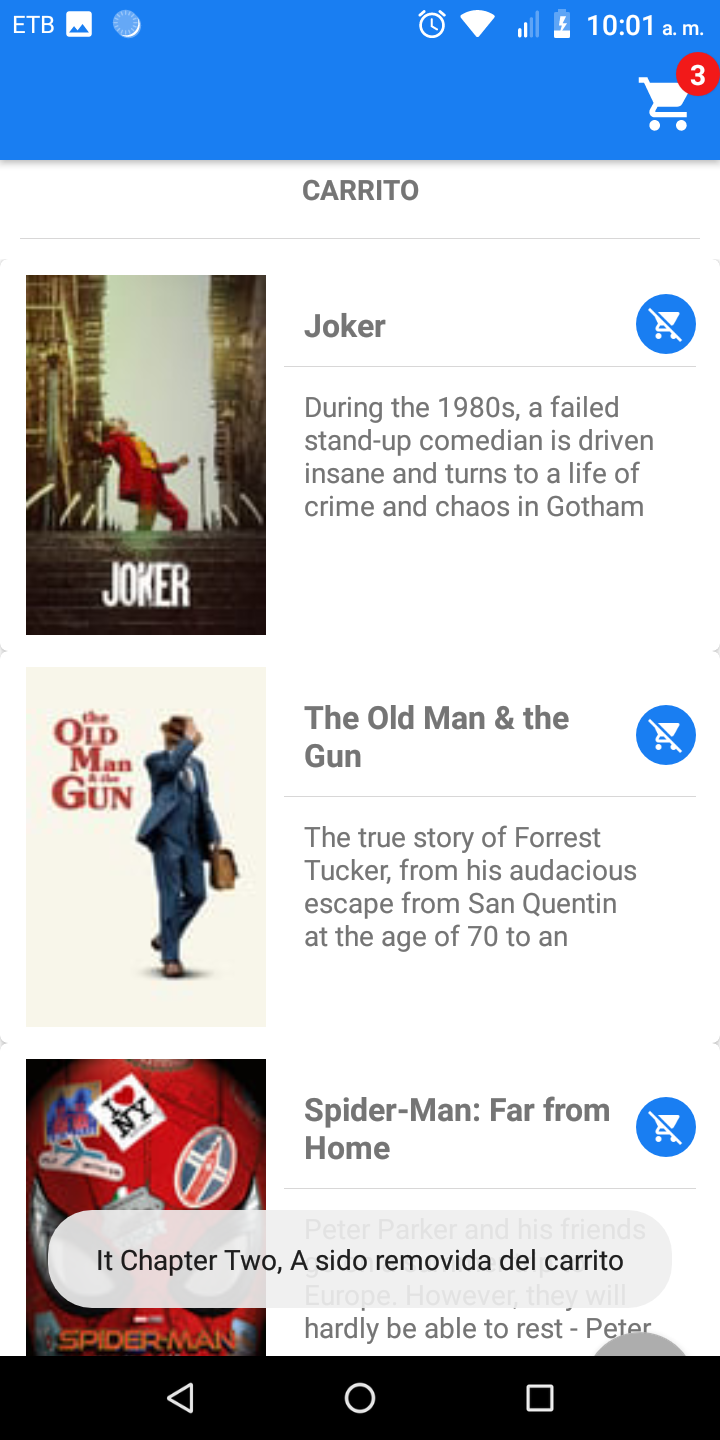 ETB 10:01 a. m.
3
CARRITO
JOKER
Joker
During the 1980s, a failed
stand-up comedian is driven
insane and turns to a life of
crime and chaos in Gotham
the
OLD
Man
& the
GUN
The Old Man & the
Gun
The true story of Forrest
Tucker, from his audacious
escape from San Quentin
at the age of 70 to an
I
NY
Spider-Man: Far from
Home
Peter Parker and his friends
It Chapter Two, A sido removida del carrito
Europe. However, they will
hardly be able to rest - Peter
SPIDER-MAN